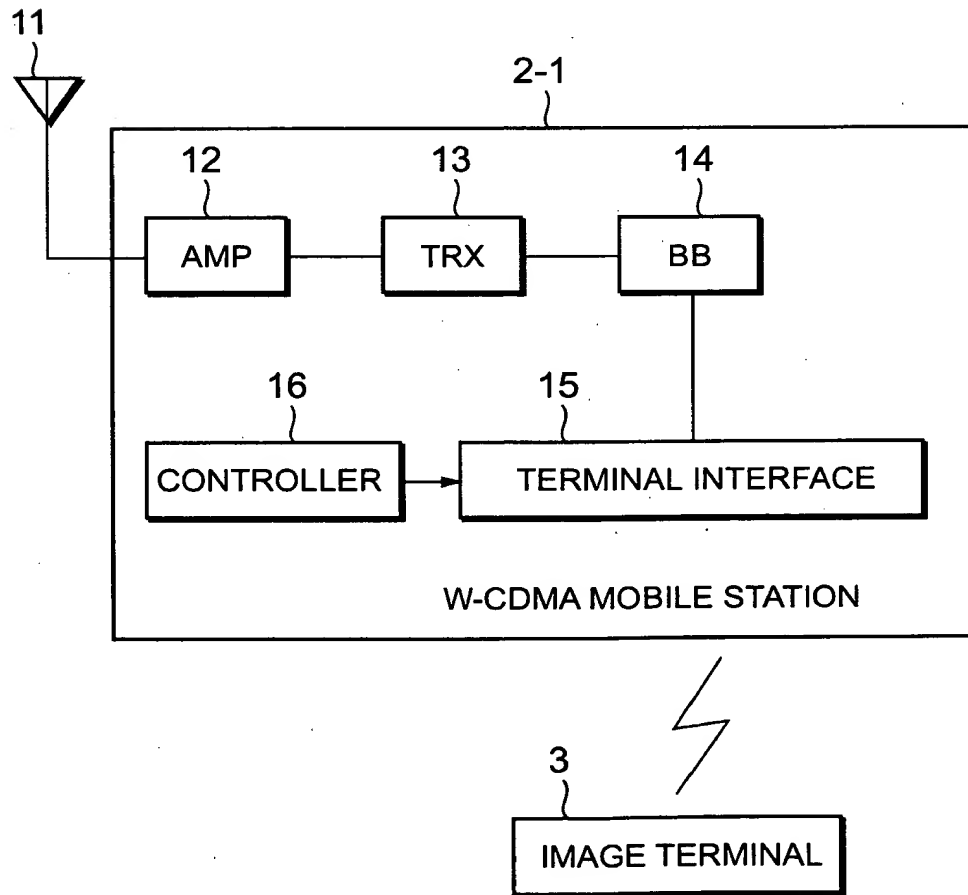 11
2-1
12
13
14
AMP
TRX
BB
16
15
CONTROLLER
TERMINAL INTERFACE
W-CDMA MOBILE STATION
3
IMAGE TERMINAL